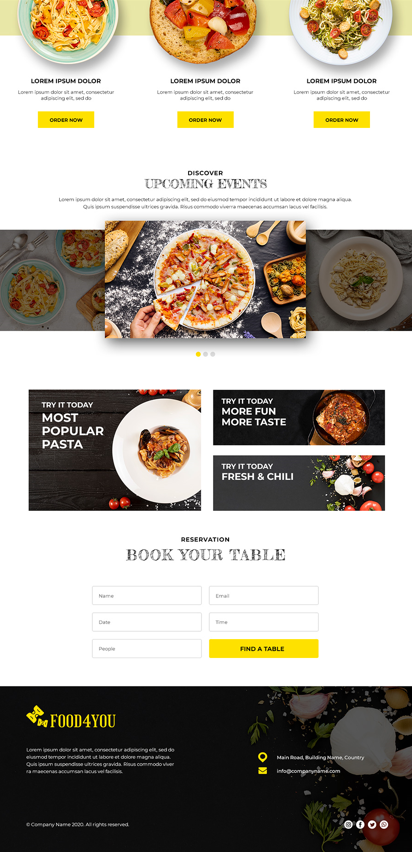 LOREM IPSUM DOLOR
Lorem ipsum dolor sit amet, consectetur
adipiscing elit, sed do
ORDER NOW
LOREM IPSUM DOLOR
Lorem ipsum dolor sit amet, consectetur
adipiscing elit, sed do
ORDER NOW
LOREM IPSUM DOLOR
Lorem ipsum dolor sit amet, consectetur
adipiscing elit, sed do
ORDER NOW
DISCOVER
UPCOMING EVENTS
Lorem ipsum dolor sit amet, consectetur adipiscing elit, sed do eiusmod tempor incididunt ut labore et dolore magna aliqua.
Quis ipsum suspendisse ultrices gravida. Risus commodo viverra maecenas accumsan lacus vel facilisis.
TRY IT TODAY
MOST
POPULAR
PASTA
TRY IT TODAY
MORE FUN
MORE TASTE
TRY IT TODAY
FRESH & CHILI
RESERVATION
BOOK YOUR TABLE
Name
Email
Date
Time
People
FIND A TABLE
FOOD4YOU
Lorem ipsum dolor sit amet, consectetur adipiscing elit, sed do
eiusmod tempor incididunt ut labore et dolore magna aliqua.
Quis ipsum suspendisse ultrices gravida. Risus commodo viver
ra maecenas accumsan lacus vel facilisis.
Main Road, Building Name, Country
info@companyname.com
© Company Name 2020. All rights reserved.